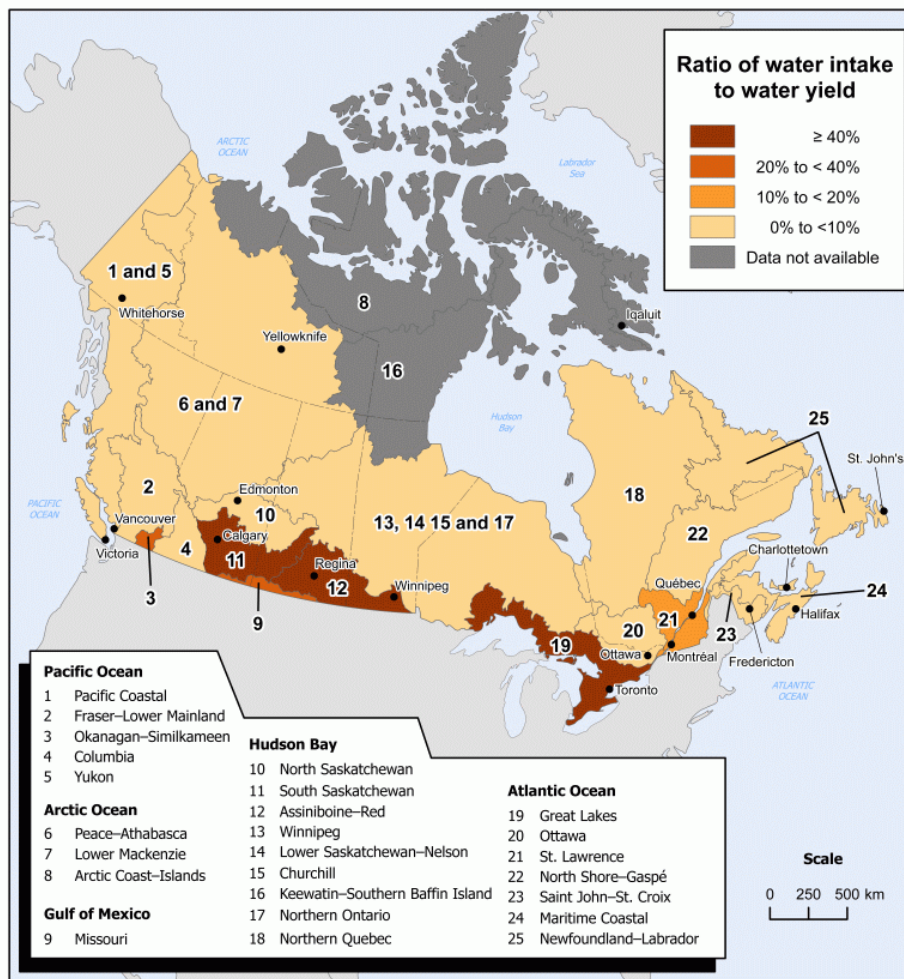 Ratio of water intake
to water yield
≥ 40%
20% to < 40%
10% to < 20%
0% to <10%
Data not available
ARCTIC
OCEAN
Labrador
Sea
1 and 5
Whitehorse
8
Iqaluit
Yellowknife
16
6 and 7
Hudson
Bay
25
St. John's
PACIFIC
OCEAN
2
Edmonton
10
13, 14 15 and 17
18
22
Vancouver
Victoria
Calgary
4
11
Regina
12
Winnipeg
Charlottetown
Québec
24
3
9
19
20
21
Ottawa
Montréal
23
Halifax
Fredericton
Toronto
ATLANTIC
OCEAN
Pacific Ocean
1 Pacific Coastal
2 Fraser–Lower Mainland
3 Okanagan–Similkameen
4 Columbia
5 Yukon
Arctic Ocean
6 Peace–Athabasca
7 Lower Mackenzie
8 Arctic Coast–Islands
Gulf of Mexico
9 Missouri
Hudson Bay
10 North Saskatchewan
11 South Saskatchewan
12 Assiniboine–Red
13 Winnipeg
14 Lower Saskatchewan–Nelson
15 Churchill
16 Keewatin–Southern Baffin Island
17 Northern Ontario
18 Northern Quebec
Atlantic Ocean
19 Great Lakes
20 Ottawa
21 St. Lawrence
22 North Shore–Gaspé
23 Saint John–St. Croix
24 Maritime Coastal
25 Newfoundland–Labrador
Scale
0 250 500 km